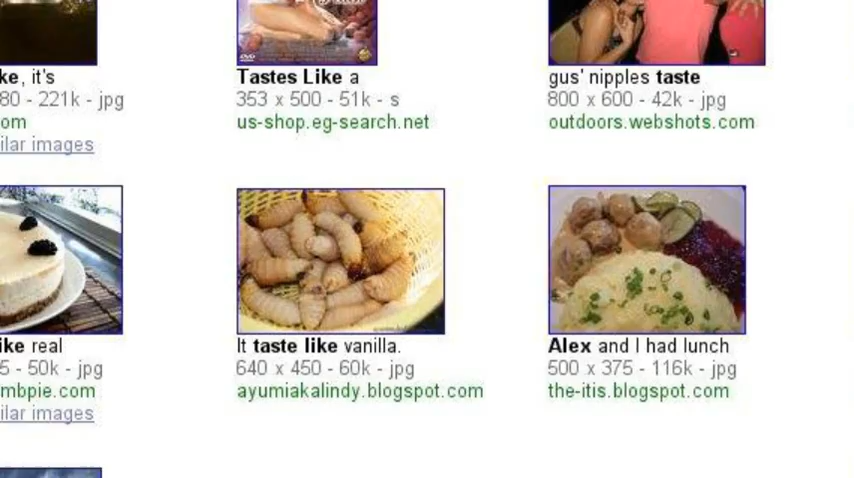 ke, it's
80 - 221k - jpg
om
ilar images
Tastes Like a
353 x 500 - 51k - s
us-shop.eg-search.net
gus' nipples taste
800 x 600 - 42k - jpg
outdoors.webshots.com
ike real
5 - 50k - jpg
mbpie.com
ilar images
It taste like vanilla.
640 x 450 - 60k - jpg
ayumiakalindy.blogspot.com
Alex and I had lunch
500 x 375 - 116k - jpg
the-itis.blogspot.com